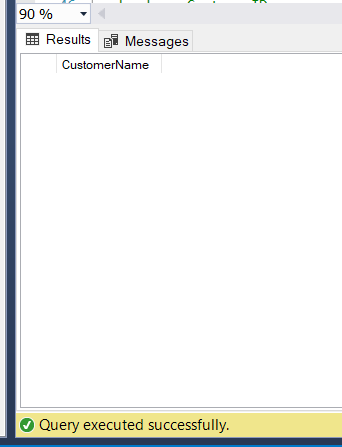 90 %
Results
Messages
CustomerName
Query executed successfully.